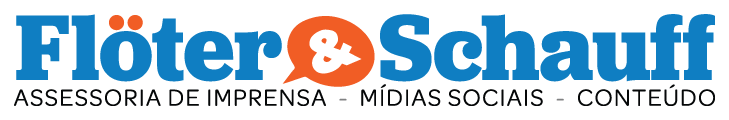 Flöter & Schauff
ASSESSORIA DE IMPRENSA - MÍDIAS SOCIAIS - CONTEÚDO